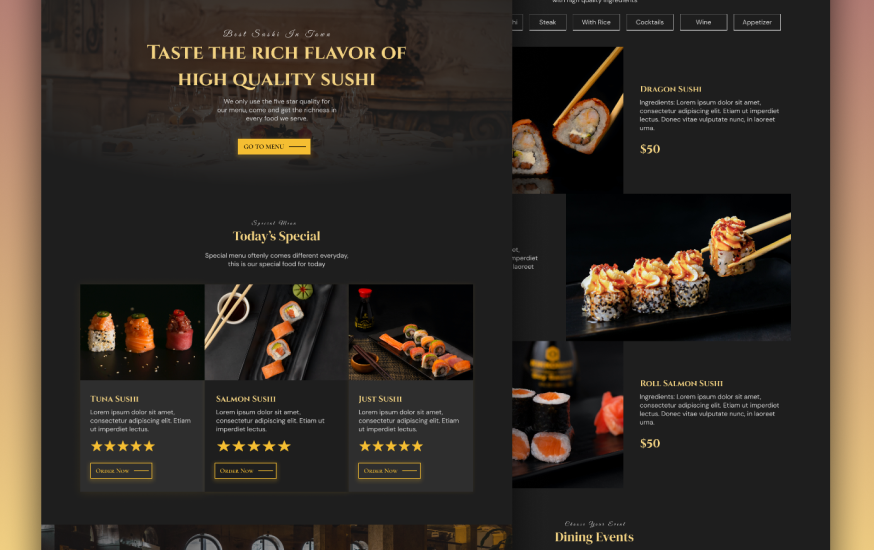 Best Sushi In Town
Taste the rich flavor of
high quality sushi
We only use the five star quality for
our menu, come and get the richness in
every food we serve.
GO TO MENU
Special Menu
Today's Special
Special menu oftenly comes different everyday,
this is our special food for today
Tuna Sushi
Lorem ipsum dolor sit amet,
consectetur adipiscing elit. Etiam
ut imperdiet lectus.
Order Now
Salmon Sushi
Lorem ipsum dolor sit amet,
consectetur adipiscing elit. Etiam ut
imperdiet lectus.
Order Now
Just Sushi
Lorem ipsum dolor sit amet,
consectetur adipiscing elit. Etiam
ut imperdiet lectus.
Order Now
with high quality ingredients
hi
Steak
With Rice
Cocktails
Wine
Appetizer
Dragon Sushi
Ingredients: Lorem ipsum dolor sit amet,
consectetur adipiscing elit. Etiam ut imperdiet
lectus. Donec vitae vulputate nunc, in laoreet
urna.
$50
et,
mperdiet
laoreet
Roll Salmon Sushi
Ingredients: Lorem ipsum dolor sit amet,
consectetur adipiscing elit. Etiam ut imperdiet
lectus. Donec vitae vulputate nunc, in laoreet
urna.
$50
Choose Your Event
Dining Events